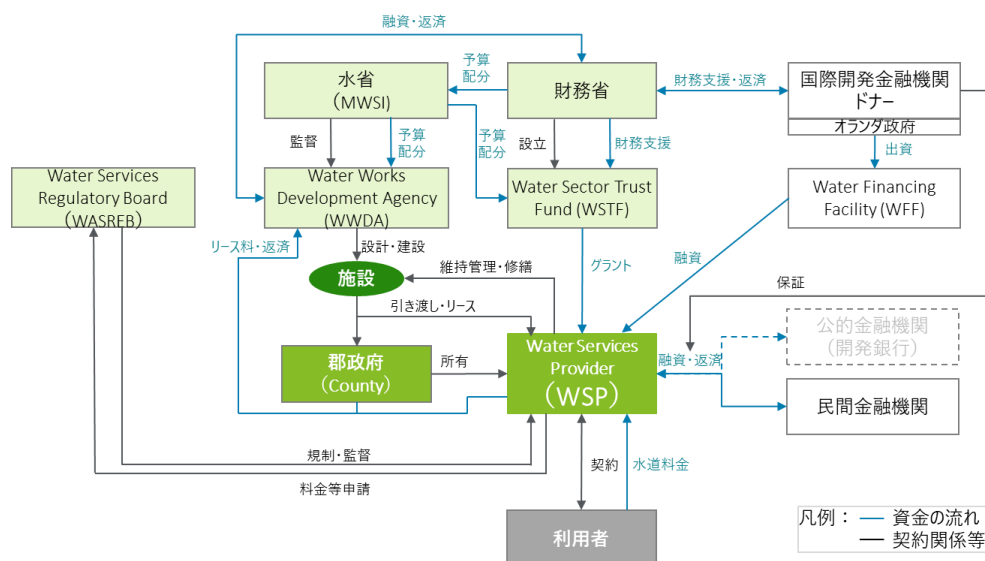 融資・返済
水省
(MWSI)
予算
配分
財務省
財務支援・返済
国際開発金融機関
ドナー
オランダ政府
監督
予算
配分
予算
配分
設立
財務支援
出資
Water Services
Regulatory Board
(WASREB)
Water Works
Development Agency
(WWDA)
Water Sector Trust
Fund (WSTF)
Water Financing
Facility (WFF)
リース料・返済
設計・建設
施設
維持管理・修繕
グラント
融資
保証
引き渡し・リース
公的金融機関
(開発銀行)
郡政府
(County)
所有
Water Services
Provider
(WSP)
融資・返済
民間金融機関
規制・監督
料金等申請
契約
水道料金
利用者
凡例：
資金の流れ
契約関係等